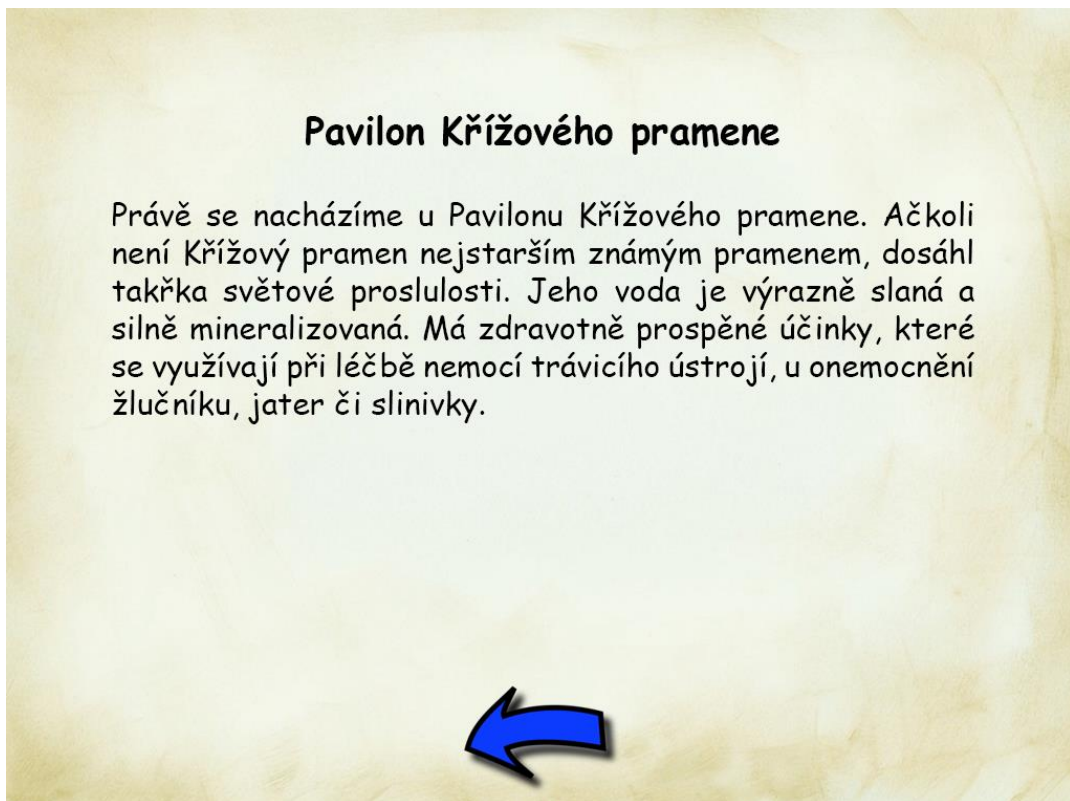 Pavilon Křížového pramene
Právě se nacházíme u Pavilonu Křížového pramene. Ačkoli
není Křížový pramen nejstarším známým pramenem, dosáhl
takřka světové proslulosti. Jeho voda je výrazně slaná a
silně mineralizovaná. Má zdravotně prospěné účinky, které
se využívají při léčbě nemocí trávicího ústrojí, u onemocnění
žlučníku, jater či slinivky.